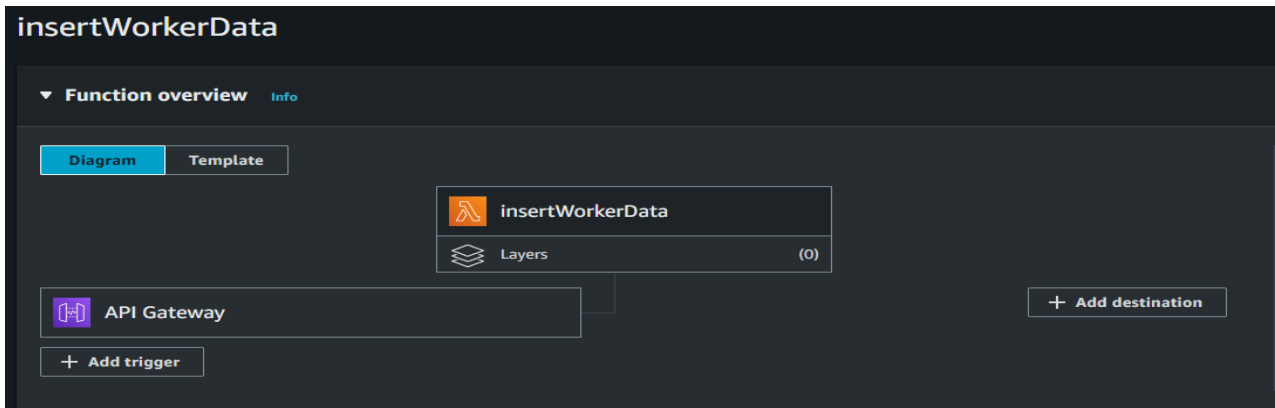 insertWorkerData
Function overview Info
Diagram Template
insertWorkerData
Layers (0)
API Gateway
+ Add destination
+ Add trigger